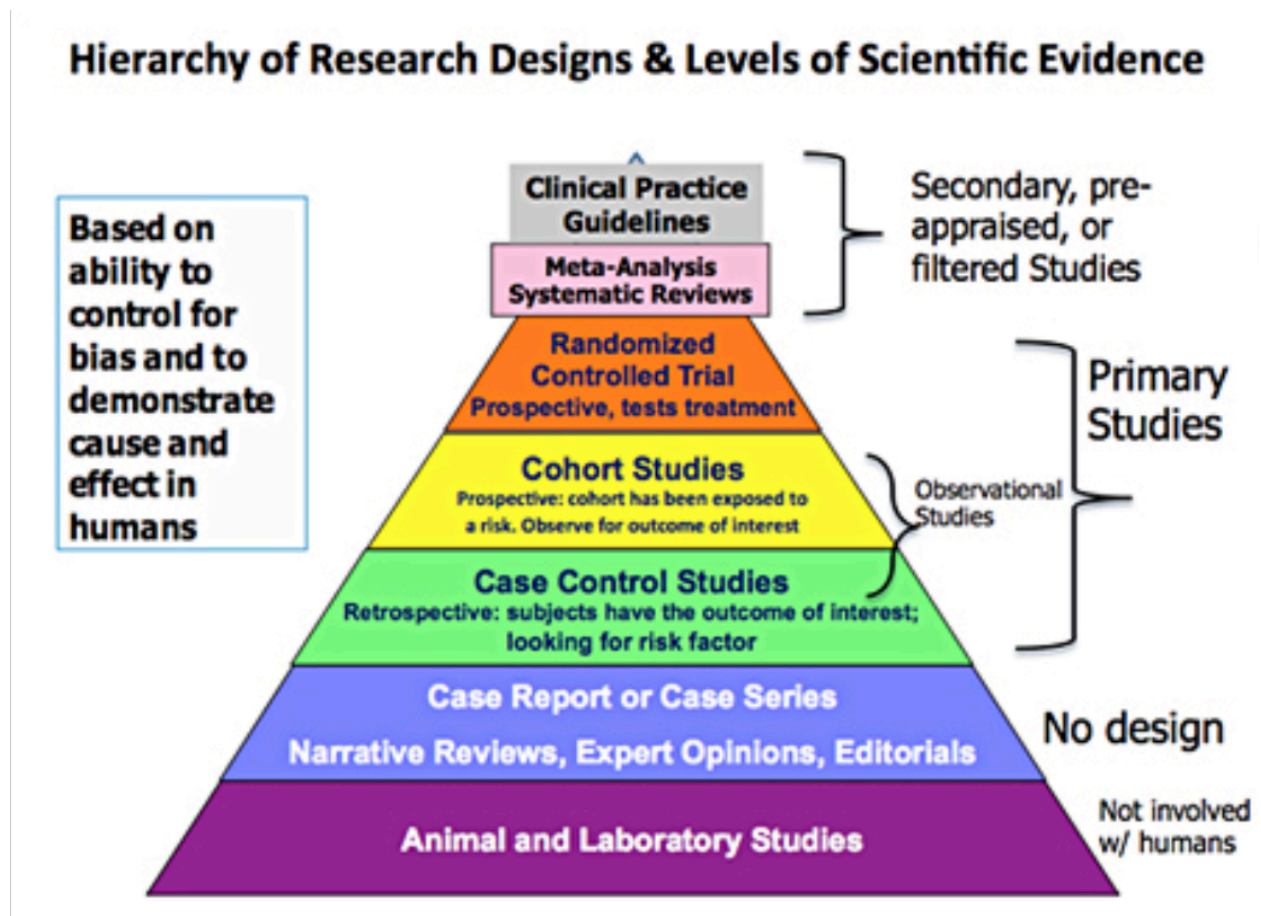 Hierarchy of Research Designs & Levels of Scientific Evidence
Based on
ability to
control for
bias and to
demonstrate
cause and
effect in
humans
Clinical Practice
Guidelines
Meta-Analysis
Systematic Reviews
Secondary, pre-
appraised, or
filtered Studies
Randomized
Controlled Trial
Prospective, tests treatment
Primary
Studies
Cohort Studies
Prospective: cohort has been exposed to
a risk. Observe for outcome of interest
Observational
Studies
Case Control Studies
Retrospective: subjects have the outcome of interest;
looking for risk factor
Case Report or Case Series
Narrative Reviews, Expert Opinions, Editorials
No design
Animal and Laboratory Studies
Not involved
w/ humans